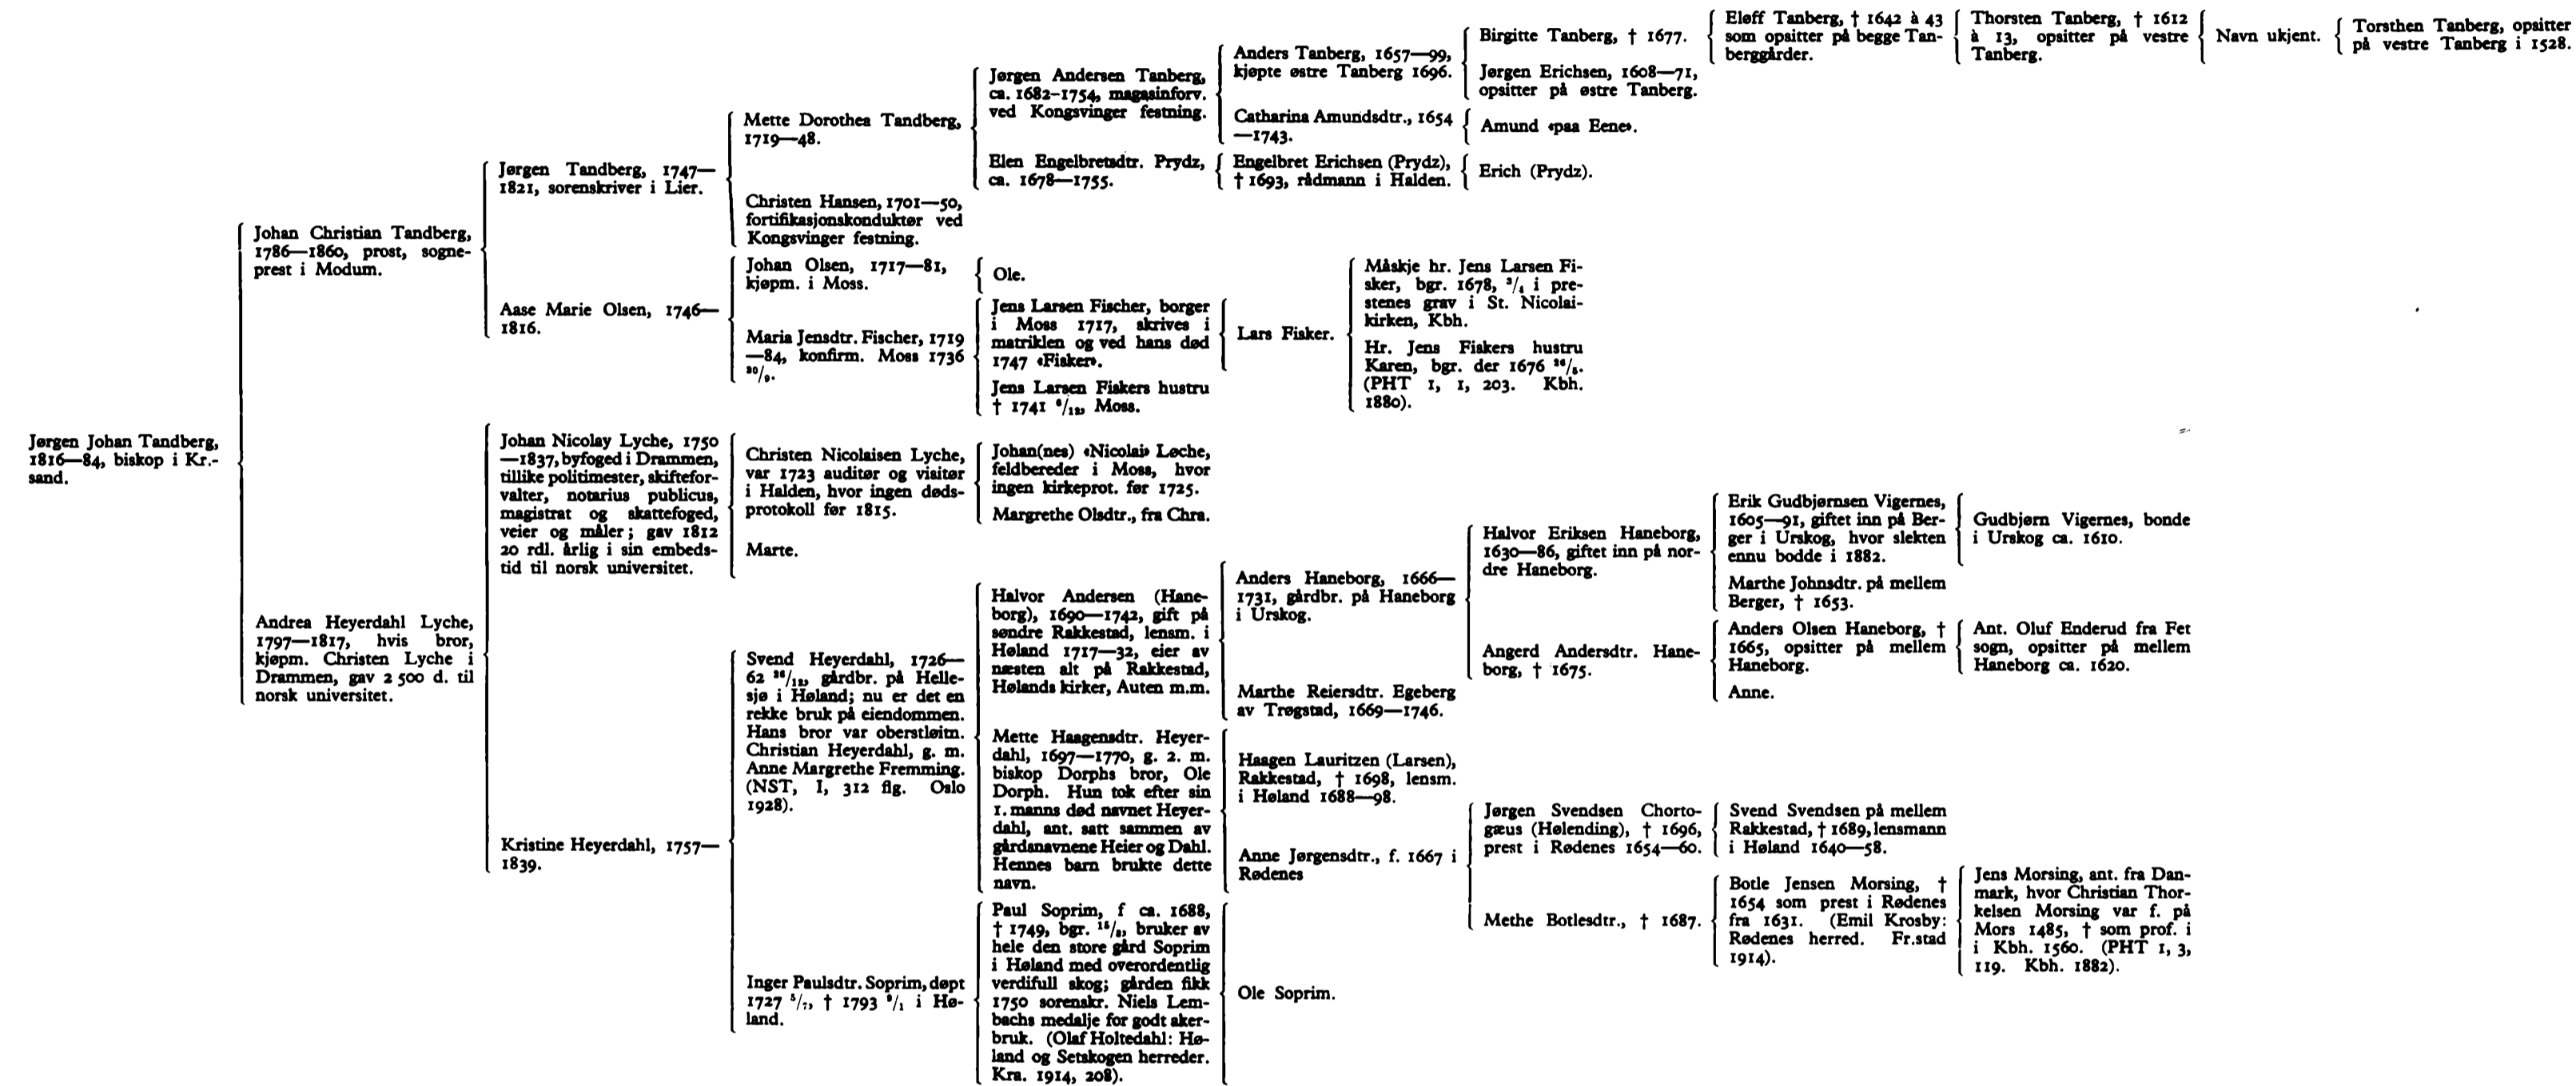 Jørgen Johan Tandberg,
1816—84, biskop i Kr.-
sand.
Johan Christian Tandberg,
1786—1860, prost, sogne-
prest i Modum.
Andrea Heyerdahl Lyche,
1797—1817, hvis bror,
kjøpm. Christen Lyche i
Drammen, gav 2 500 d. til
norsk universitet.
Jørgen Tandberg, 1747—
1821, sorenskriver i Lier.
Aase Marie Olsen, 1746—
1816.
Johan Nicolay Lyche, 1750
—1837, byfoged i Drammen,
tillike politimester, skiftefor-
valter, notarius publicus,
magistrat og skattefoged,
veier og måler; gav 1812
20 rdl. årlig i sin embeds-
tid til norsk universitet.
Kristine Heyerdahl, 1757—
1839.
Mette Dorothea Tandberg,
1719—48.
Christen Hansen, 1701—50,
fortifikasjonskonduktør ved
Kongsvinger festning.
Johan Olsen, 1717—81,
kjøpm. i Moss.
Maria Jensdtr. Fischer, 1719
—84, konfirm. Moss 1736
30/9.
Christen Nicolaisen Lyche,
var 1723 auditør og visitør
i Halden, hvor ingen døds-
protokoll før 1815.
Marte.
Svend Heyerdahl, 1726—
62 /12, gårdbr. på Helle-
sjø i Høland; nu er det en
rekke bruk på eiendommen.
Hans bror var oberstløitn.
Christian Heyerdahl, g. m.
Anne Margrethe Fremming.
(NST, I, 312 flg. Oslo
1928).
Inger Paulsdtr. Soprim, døpt
1727 5/7, † 1793 9/1 i Hø-
land.
Jørgen Andersen Tanberg,
ca. 1682-1754, magasinforv.
ved Kongsvinger festning.
Elen Engelbretsdtr. Prydz,
ca. 1678—1755.
Ole.
Jens Larsen Fischer, borger
i Moss 1717, skrives i
matriklen og ved hans død
1747 «Fisker».
Jens Larsen Fiskers hustru
† 1741 6/12, Moss.
Johan(nes) «Nicolai» Løche,
feldbereder i Moss, hvor
ingen kirkeprot. før 1725.
Margrethe Olsdtr., fra Chra.
Halvor Andersen (Hane-
borg), 1690—1742, gift på
søndre Rakkestad, lensm. i
Høland 1717—32, eier av
næsten alt på Rakkestad,
Hølands kirker, Auten m.m.
Mette Haagensdtr. Heyer-
dahl, 1697—1770, g. 2. m.
biskop Dorphs bror, Ole
Dorph. Hun tok efter sin
1. manns død navnet Heyer-
dahl, ant. satt sammen av
gårdsnavnene Heier og Dahl.
Hennes barn brukte dette
navn.
Paul Soprim, f ca. 1688,
† 1749, bgr. 15/8, bruker av
hele den store gård Soprim
i Høland med overordentlig
verdifull skog; gården fikk
1750 sorenskr. Niels Lem-
bachs medalje for godt aker-
bruk. (Olaf Holtedahl: Hø-
land og Setskogen herreder.
Kra. 1914, 208).
Anders Tanberg, 1657—99,
kjøpte østre Tanberg 1696.
Catharina Amundsdtr., 1654
—1743.
Engelbret Erichsen (Prydz),
† 1693, rådmann i Halden.
Lars Fisker.
Anders Haneborg, 1666—
1731, gårdbr. på Haneborg
i Urskog.
Marthe Reiersdtr. Egeberg
av Trøgstad, 1669—1746.
Haagen Lauritzen (Larsen),
Rakkestad, † 1698, lensm.
i Høland 1688—98.
Anne Jørgensdtr., f. 1667 i
Rødenes
Ole Soprim.
Birgitte Tanberg, † 1677.
Jørgen Erichsen, 1608—71,
opsitter på østre Tanberg.
Amund «paa Eene».
Erich (Prydz).
Måskje hr. Jens Larsen Fi-
sker, bgr. 1678, i pre-
stenes grav i St. Nicolai-
kirken, Kbh.
Hr. Jens Fiskers hustru
Karen, bgr. der 1676
(PHT 1, 1, 203. Kbh.
1880).
Halvor Eriksen Haneborg,
1630—86, giftet inn på nor-
dre Haneborg.
Angerd Andersdtr. Hane-
borg, † 1675.
Jørgen Svendsen Chorto-
gæus (Hølending), † 1696,
prest i Rødenes 1654—60.
Methe Botlesdtr., † 1687.
Eløff Tanberg, † 1642 à 43
som opsitter på begge Tan-
berggårder.
Erik Gudbjørnsen Vigernes,
1605—91, giftet inn på Ber-
ger i Urskog, hvor slekten
ennu bodde i 1882.
Marthe Johnsdtr. på mellem
Berger, † 1653.
Anders Olsen Haneborg, †
1665, opsitter på mellem
Haneborg.
Anne.
Svend Svendsen på mellem
Rakkestad, † 1689, lensmann
i Høland 1640—58.
Botle Jensen Morsing, †
1654 som prest i Rødenes
fra 1631. (Emil Krosby:
Rødenes herred. Fr.stad
1914).
Thorsten Tanberg, † 1612
à 13, opsitter på vestre
Tanberg.
Gudbjørn Vigernes, bonde
i Urskog ca. 1610.
Ant. Oluf Enderud fra Fet
sogn, opsitter på mellem
Haneborg ca. 1620.
Jens Morsing, ant. fra Dan-
mark, hvor Christian Thor-
kelsen Morsing var f. på
Mors 1485, † som prof. i
i Kbh. 1560. (PHT 1, 3,
119. Kbh. 1882).
Navn ukjent.
Torsthen Tanberg, opsitter
på vestre Tanberg i 1528.